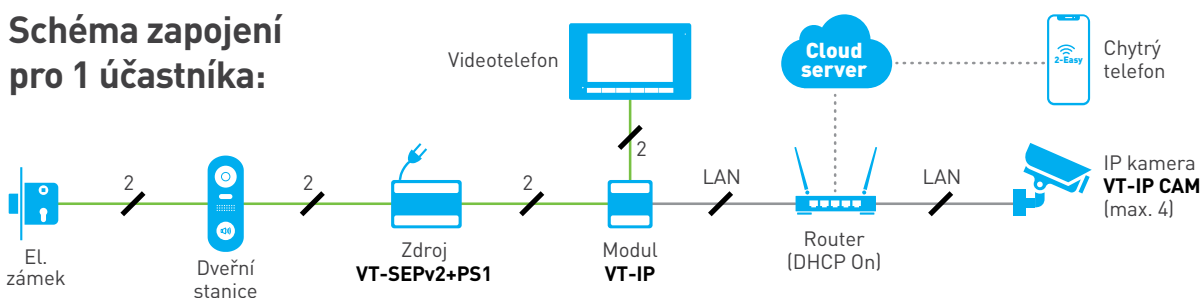 Schéma zapojení
pro 1 účastníka:
Videotelefon
Cloud
server
2-Easy
Chytrý
telefon
2
2
2
2
LAN
LAN
IP kamera
VT-IP CAM
(max. 4)
El.
zámek
Dveřní
stanice
Zdroj
VT-SEPv2+PS1
Modul
VT-IP
Router
(DHCP On)